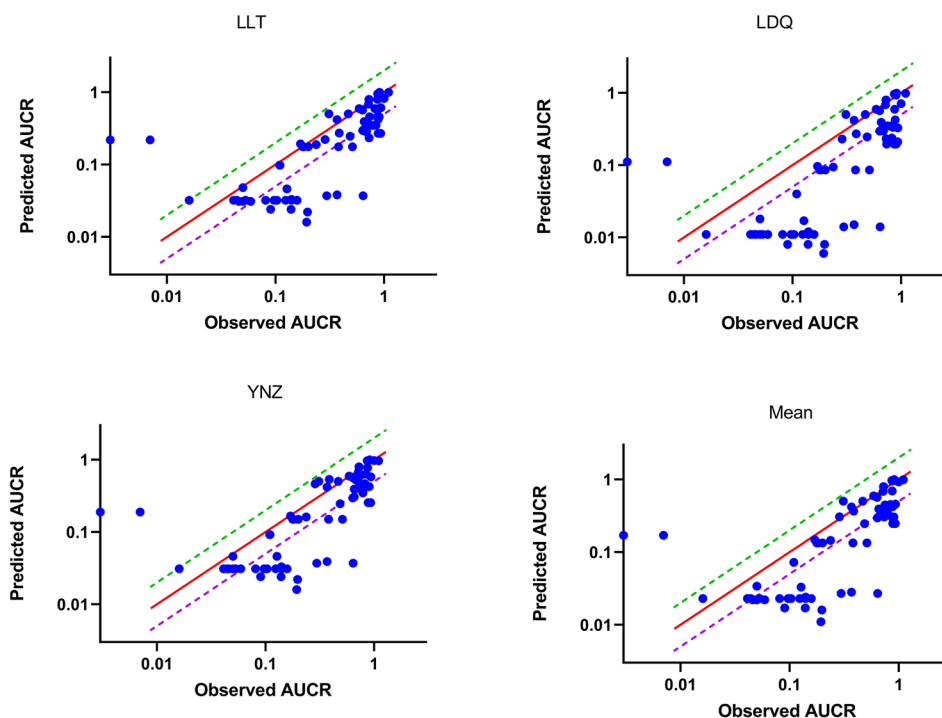 LLT
1
0.1
0.01
Predicted AUCR
0.01 0.1 1
Observed AUCR
LDQ
1
0.1
0.01
Predicted AUCR
0.01 0.1 1
Observed AUCR
YNZ
1
0.1
0.01
Predicted AUCR
0.01 0.1 1
Observed AUCR
Mean
1
0.1
0.01
Predicted AUCR
0.01 0.1 1
Observed AUCR